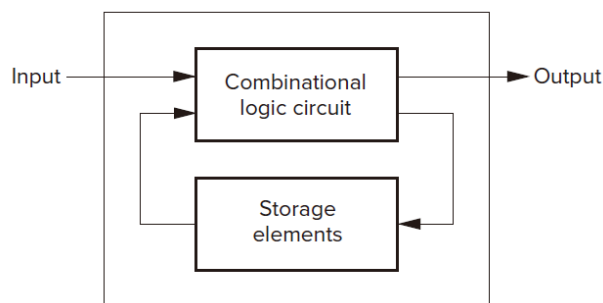 Input
Combinational
logic circuit
Output
Storage
elements